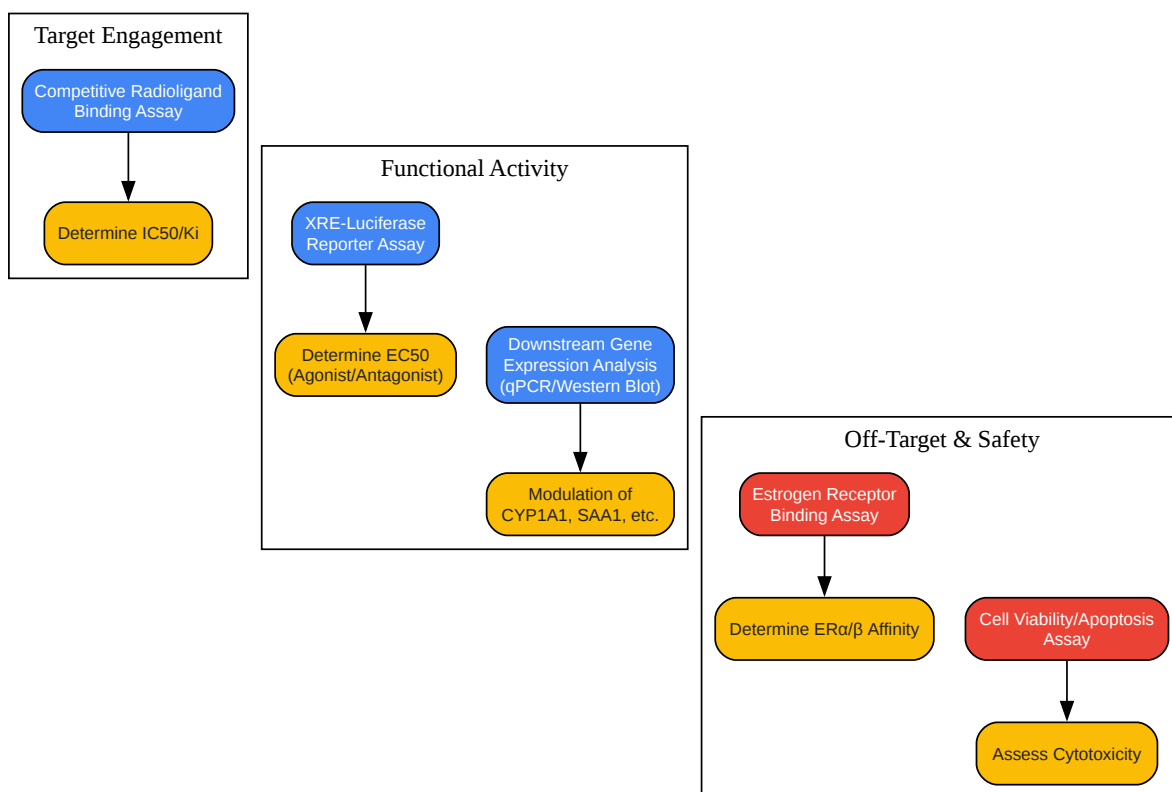 Target Engagement
Competitive Radioligand
Binding Assay
Determine IC50/Ki
Functional Activity
XRE-Luciferase
Reporter Assay
Determine EC50
(Agonist/Antagonist)
Downstream Gene
Expression Analysis
(qPCR/Western Blot)
Modulation of
CYP1A1, SAA1, etc.
Off-Target & Safety
Estrogen Receptor
Binding Assay
Determine ERα/β Affinity
Cell Viability/Apoptosis
Assay
Assess Cytotoxicity